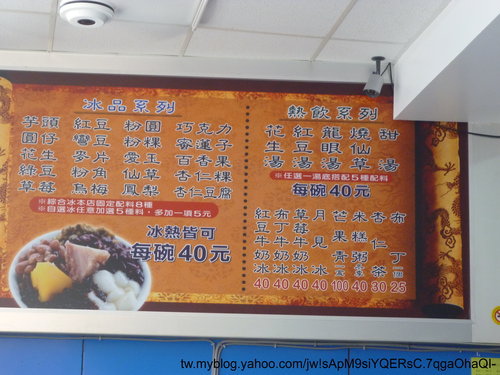 冰品系列
芋頭 紅豆 粉圓 巧克力
圓仔 彎豆 粉粿 蜜蓮子
花生 麥片 愛玉 百香果
綠豆 粉角 仙草 杏仁粿
草莓 烏梅 鳳梨 杏仁豆腐
※綜合冰本店固定配料8種
※自選冰任意加選5種料，多加一項5元
冰熱皆可
每碗40元
熱飲系列
花生湯
紅豆湯
龍眼湯
燒仙草
甜湯
※任選一湯底搭配5種配料
每碗40元
紅豆牛奶冰 40
布丁牛奶冰 40
草莓牛奶冰 40
月見冰 40
芒果青 100
米糕粥 40
杏仁茶 30
布丁 25
tw.myblog.yahoo.com/jwIsApM9siYQERsC.7qgaOhaQI-